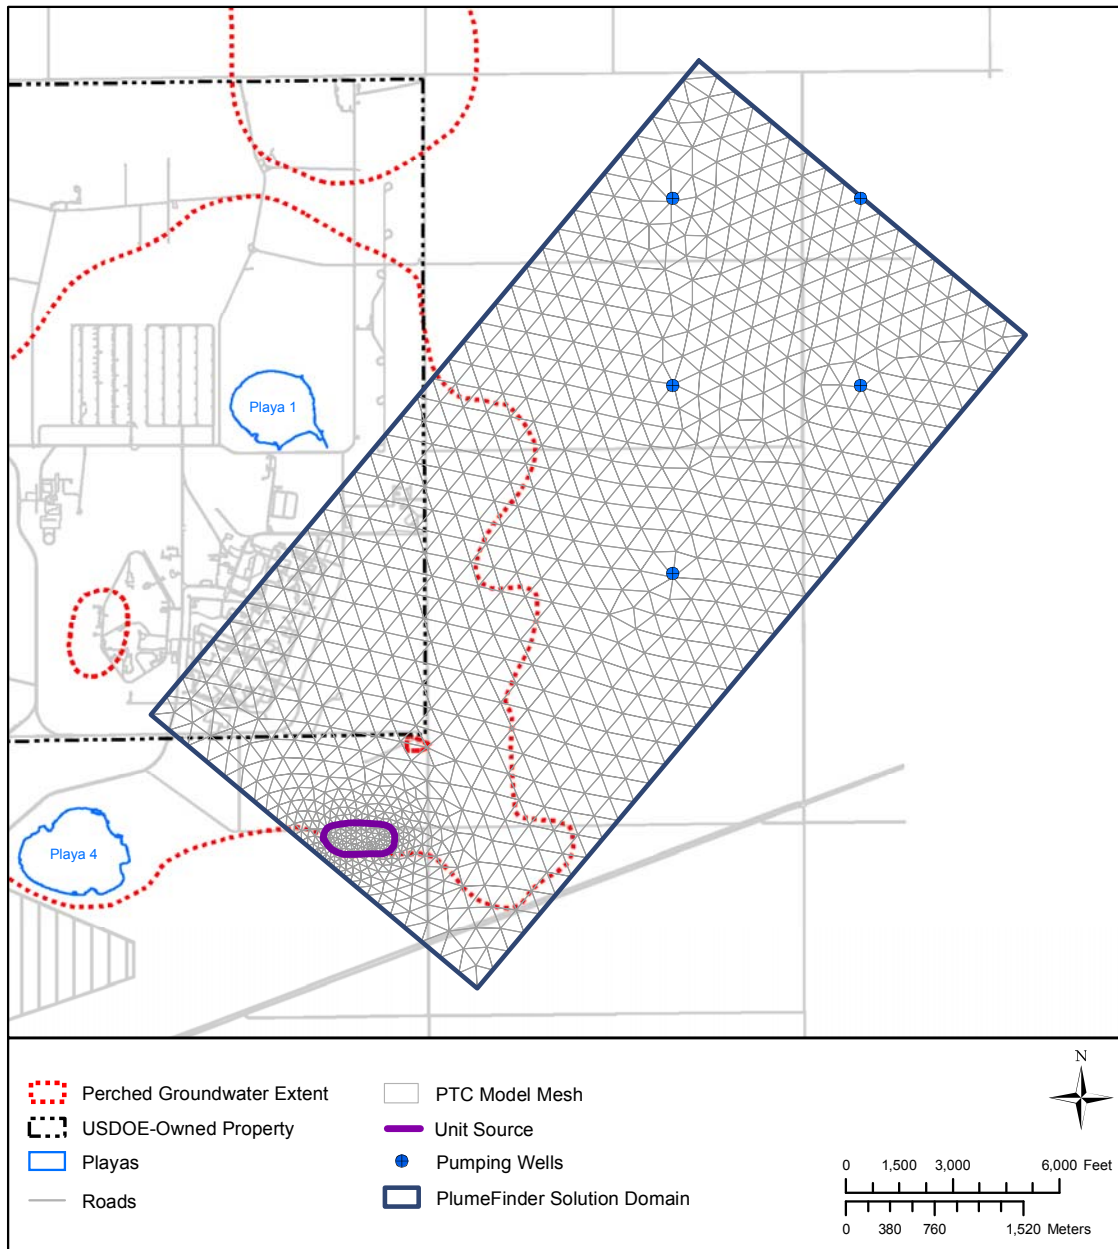 Playa 1
Playa 4
Perched Groundwater Extent
USDOE-Owned Property
Playas
Roads
PTC Model Mesh
Unit Source
Pumping Wells
PlumeFinder Solution Domain
N
0 1,500 3,000 6,000 Feet
0 380 760 1,520 Meters